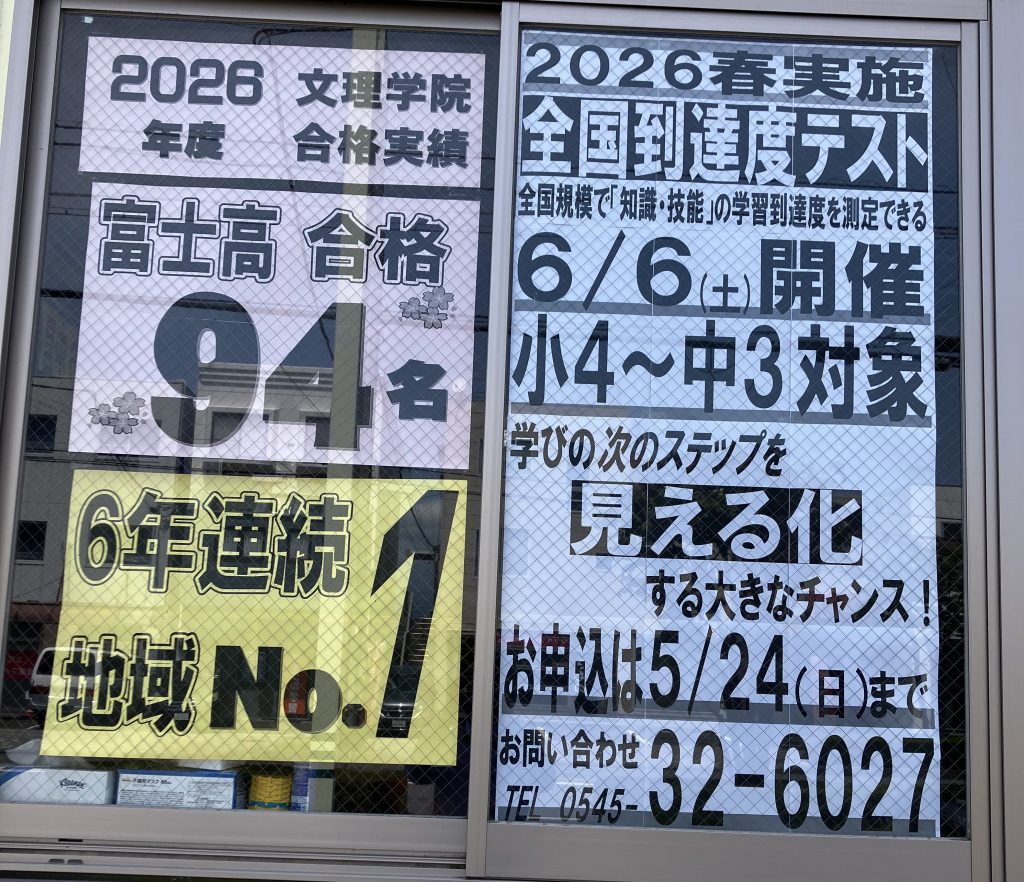 2026 文理学院
年度 合格実績
富士高 合格
94名
6年連続
地域 No.1
Kleenex
2026春実施
全国到達度テスト
全国規模で「知識・技能」の学習到達度を測定できる
6/6(土)開催
小4～中3対象
学びの次のステップを
見える化
する大きなチャンス！
お申込は5/24(日)まで
お問い合わせ
TEL 0545-32-6027